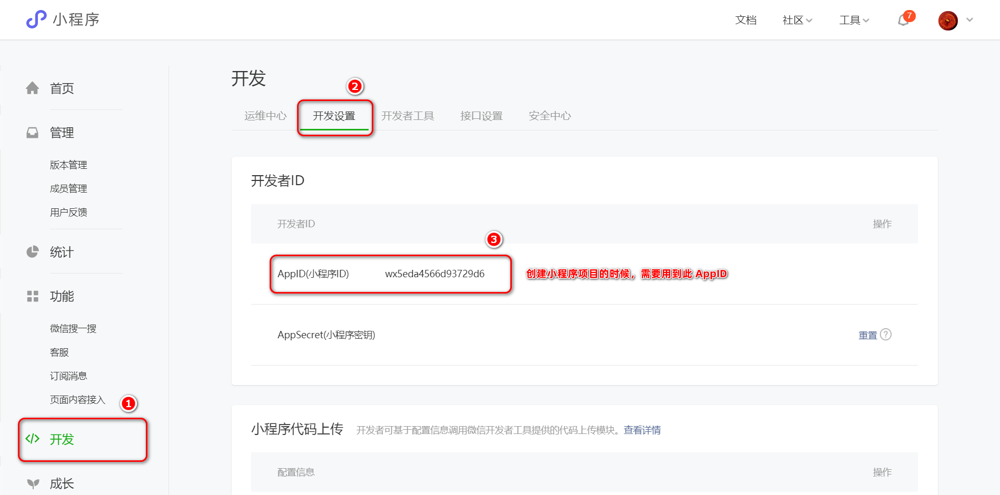 小程序
文档
社区
工具
7
首页
管理
版本管理
成员管理
用户反馈
统计
功能
微信搜一搜
客服
订阅消息
页面内容接入
1
开发
成长
开发
2
运维中心
开发设置
开发者工具
接口设置
安全中心
开发者ID
开发者ID
操作
3
AppID(小程序ID)
wx5eda4566d93729d6
创建小程序项目的时候，需要用到此 AppID
AppSecret(小程序密钥)
重置
?
小程序代码上传
开发者可基于配置信息调用微信开发者工具提供的代码上传模块。查看详情
配置信息
操作